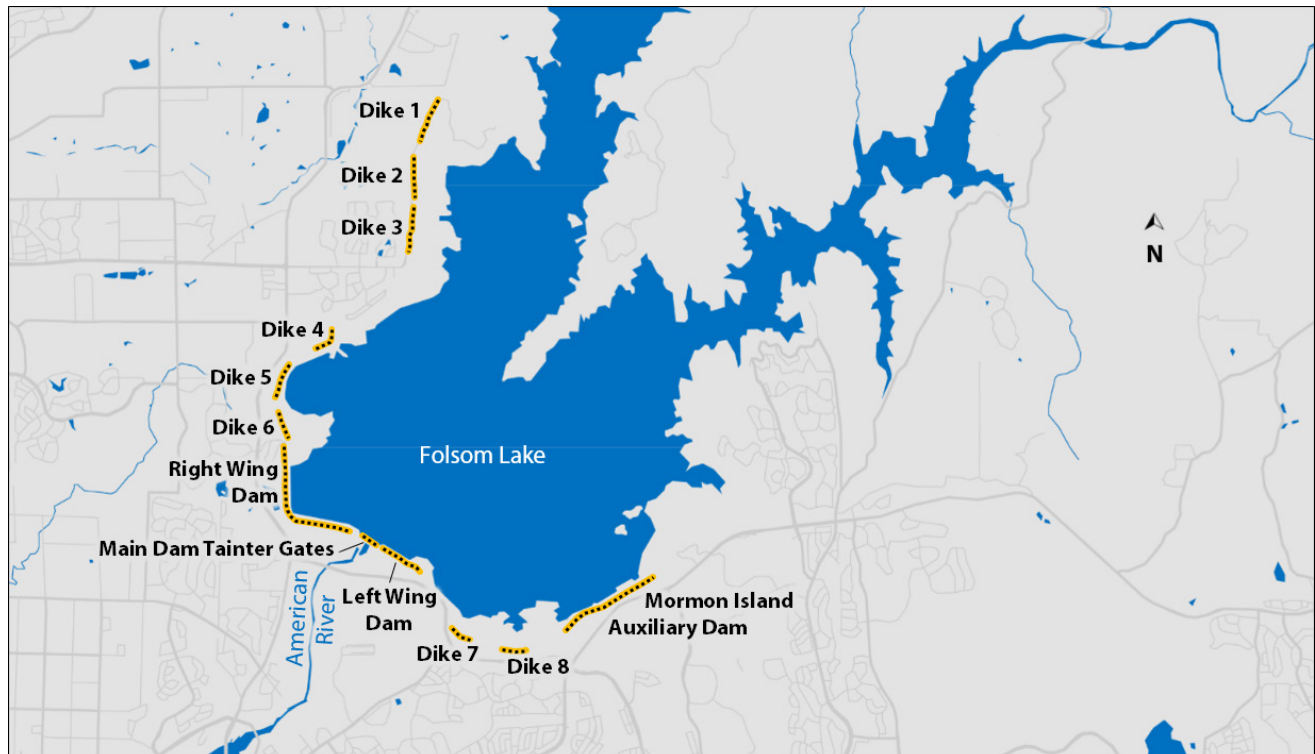 Dike 1
Dike 2
Dike 3
N
Dike 4
Dike 5
Dike 6
Folsom Lake
Right Wing
Dam
Main Dam Tainter Gates
American
River
Left Wing
Dam
Mormon Island
Auxiliary Dam
Dike 7
Dike 8